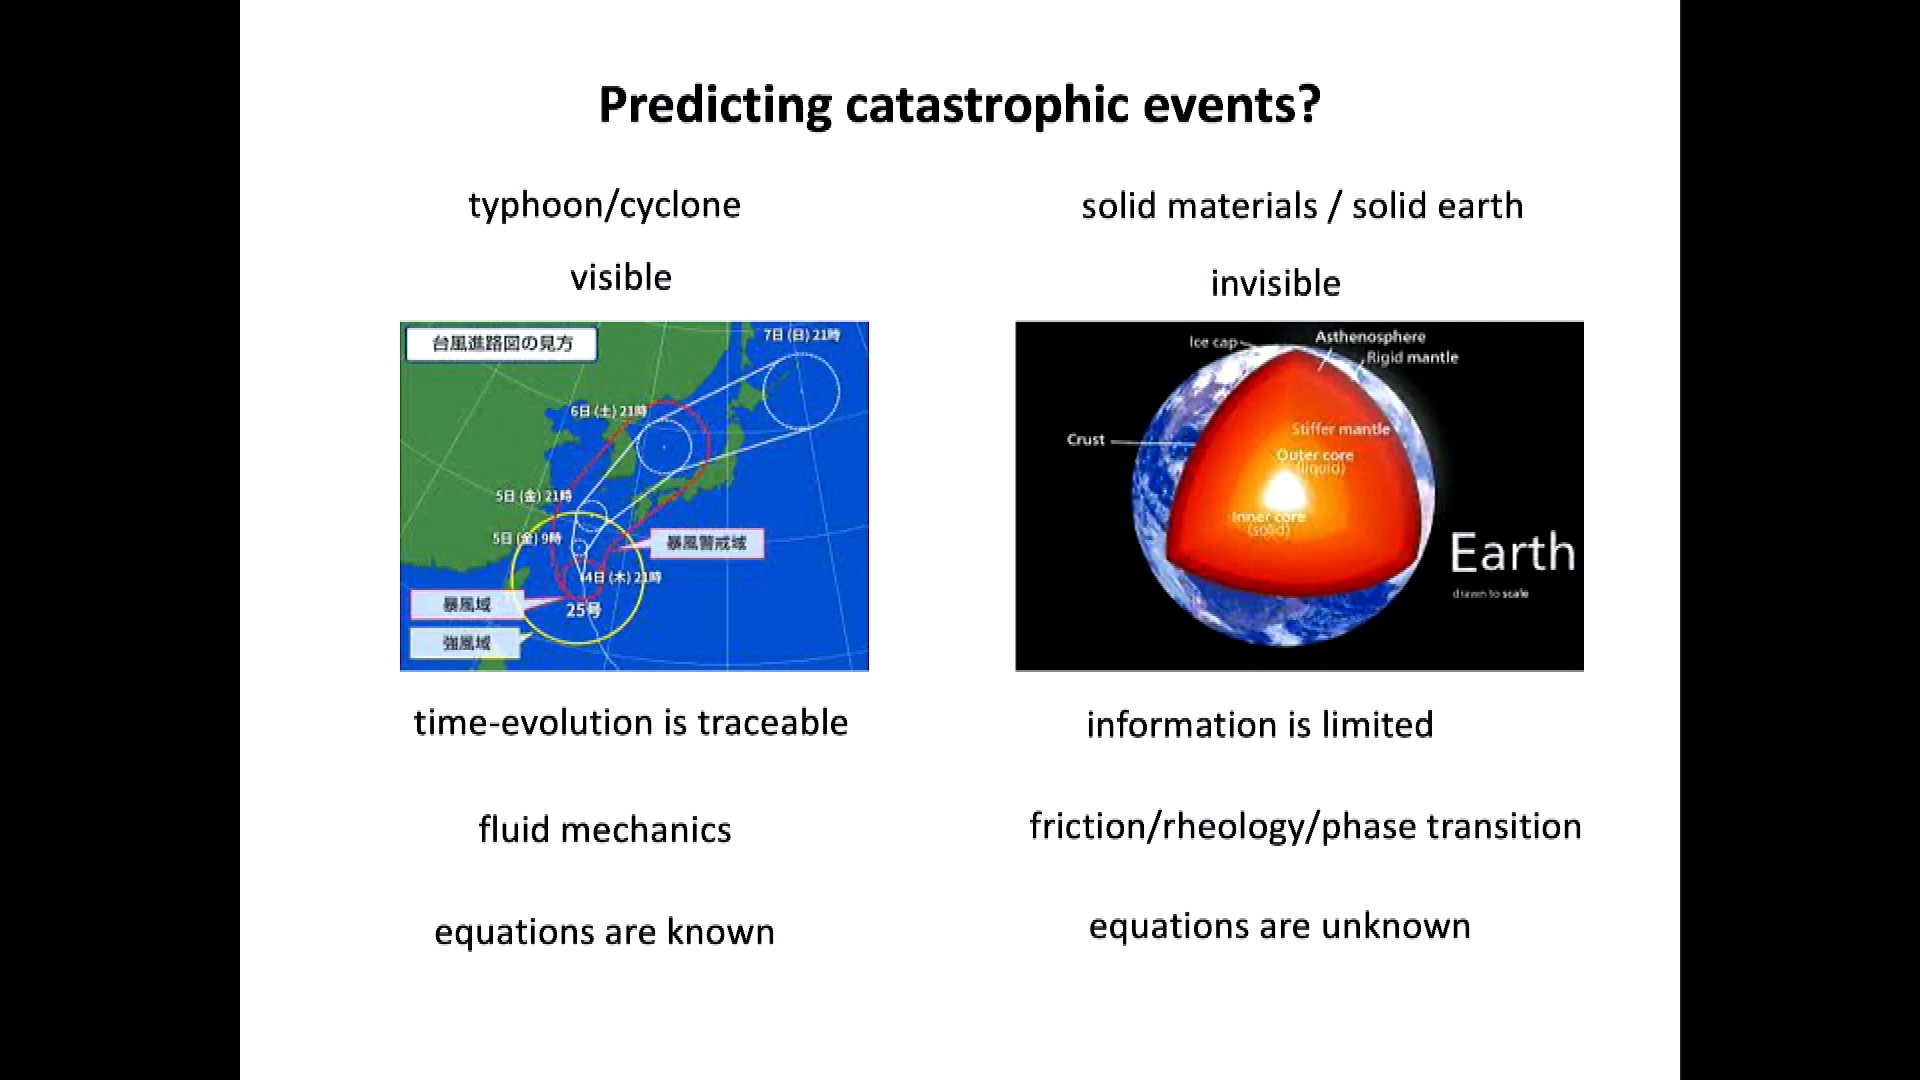 Predicting catastrophic events?
typhoon/cyclone
visible
台風進路図の見方
7日(日)21時
6日(土)21時
5日(金)21時
5日(金)9時
暴風警戒域
4日(木)21時
暴風域
25号
強風域
time-evolution is traceable
fluid mechanics
equations are known
solid materials / solid earth
invisible
Ice cap
Asthenosphere
Rigid mantle
Crust
Stiffer mantle
Outer core
(liquid)
Inner core
(solid)
Earth
drawn to scale
information is limited
friction/rheology/phase transition
equations are unknown